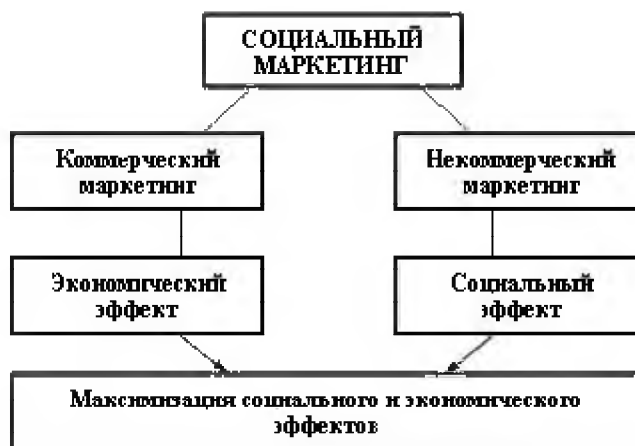 СОЦИАЛЬНЫЙ
МАРКЕТИНГ
Коммерческий
маркетинг
Некоммерческий
маркетинг
Экономический
эффект
Социальный
эффект
Максимизация социального и экономического
эффектов